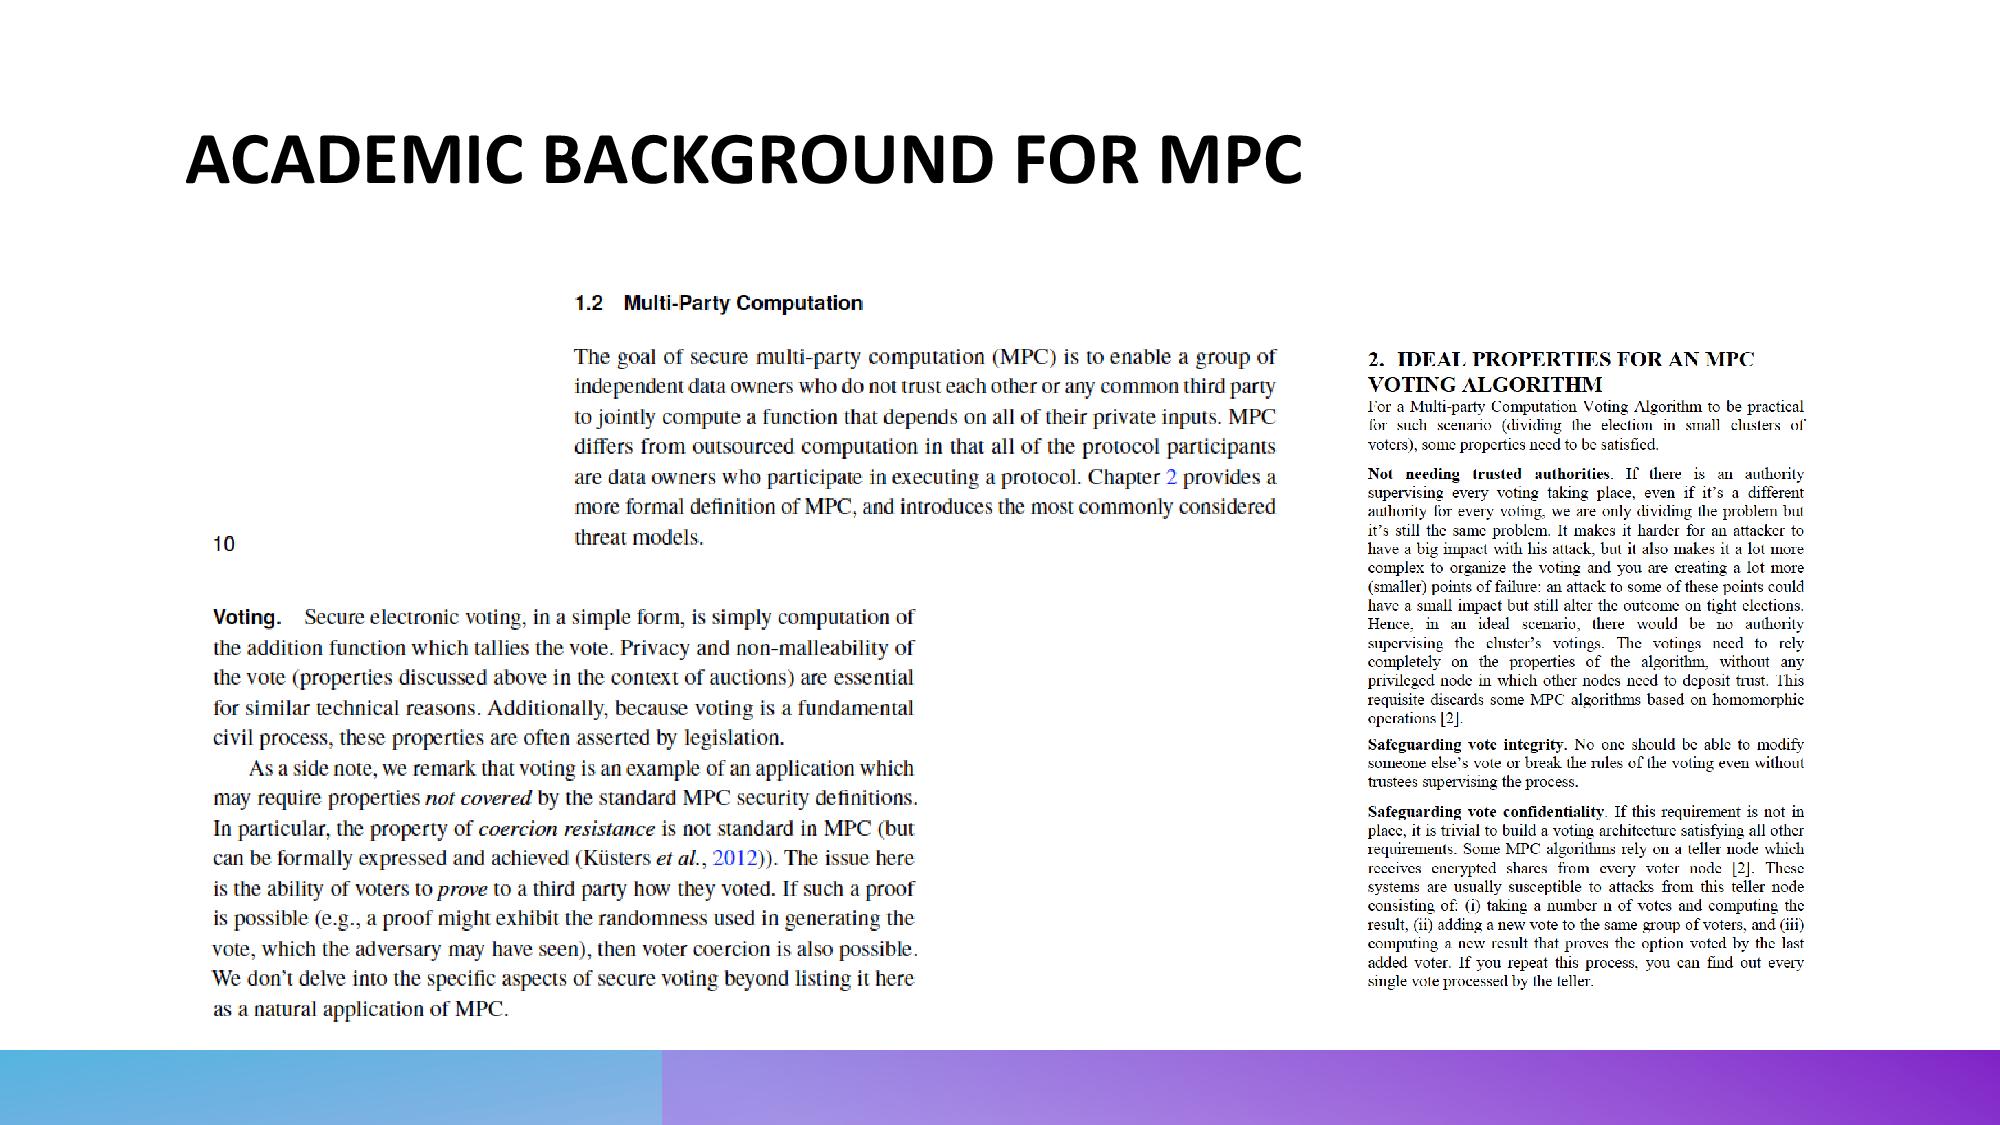 ACADEMIC BACKGROUND FOR MPC
1.2 Multi-Party Computation
The goal of secure multi-party computation (MPC) is to enable a group of
independent data owners who do not trust each other or any common third party
to jointly compute a function that depends on all of their private inputs. MPC
differs from outsourced computation in that all of the protocol participants
are data owners who participate in executing a protocol. Chapter 2 provides a
more formal definition of MPC, and introduces the most commonly considered
threat models.
10
Voting. Secure electronic voting, in a simple form, is simply computation of
the addition function which tallies the vote. Privacy and non-malleability of
the vote (properties discussed above in the context of auctions) are essential
for similar technical reasons. Additionally, because voting is a fundamental
civil process, these properties are often asserted by legislation.
As a side note, we remark that voting is an example of an application which
may require properties not covered by the standard MPC security definitions.
In particular, the property of coercion resistance is not standard in MPC (but
can be formally expressed and achieved (Küsters et al., 2012)). The issue here
is the ability of voters to prove to a third party how they voted. If such a proof
is possible (e.g., a proof might exhibit the randomness used in generating the
vote, which the adversary may have seen), then voter coercion is also possible.
We don't delve into the specific aspects of secure voting beyond listing it here
as a natural application of MPC.
2. IDEAL PROPERTIES FOR AN MPC
VOTING ALGORITHM
For a Multi-party Computation Voting Algorithm to be practical
for such scenario (dividing the election in small clusters of
voters), some properties need to be satisfied.
Not needing trusted authorities. If there is an authority
supervising every voting taking place, even if it's a different
authority for every voting, we are only dividing the problem but
it's still the same problem. It makes it harder for an attacker to
have a big impact with his attack, but it also makes it a lot more
complex to organize the voting and you are creating a lot more
(smaller) points of failure: an attack to some of these points could
have a small impact but still alter the outcome on tight elections.
Hence, in an ideal scenario, there would be no authority
supervising the cluster's votings. The votings need to rely
completely on the properties of the algorithm, without any
privileged node in which other nodes need to deposit trust. This
requisite discards some MPC algorithms based on homomorphic
operations [2].
Safeguarding vote integrity. No one should be able to modify
someone else's vote or break the rules of the voting even without
trustees supervising the process.
Safeguarding vote confidentiality. If this requirement is not in
place, it is trivial to build a voting architecture satisfying all other
requirements. Some MPC algorithms rely on a teller node which
receives encrypted shares from every voter node [2]. These
systems are usually susceptible to attacks from this teller node
consisting of: (i) taking a number n of votes and computing the
result, (ii) adding a new vote to the same group of voters, and (iii)
computing a new result that proves the option voted by the last
added voter. If you repeat this process, you can find out every
single vote processed by the teller.